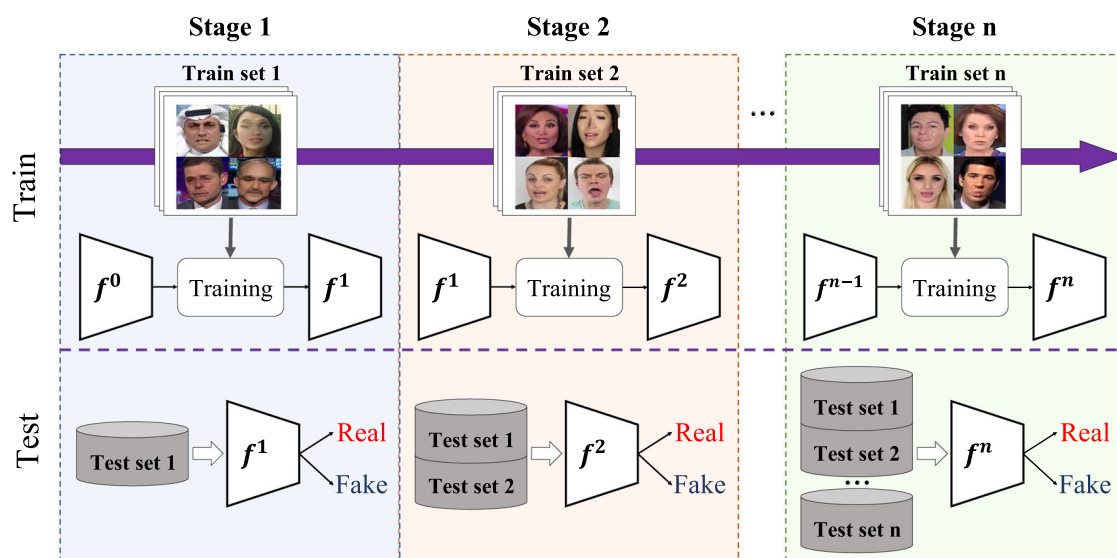 Stage 1
Stage 2
Stage n
Train set 1
Train set 2
...
Train set n
Train
f⁰
Training
f¹
f¹
Training
f²
fⁿ⁻¹
Training
fⁿ
Test
Test set 1
f¹
Real
Fake
Test set 1
Test set 2
f²
Real
Fake
Test set 1
Test set 2
...
Test set n
fⁿ
Real
Fake